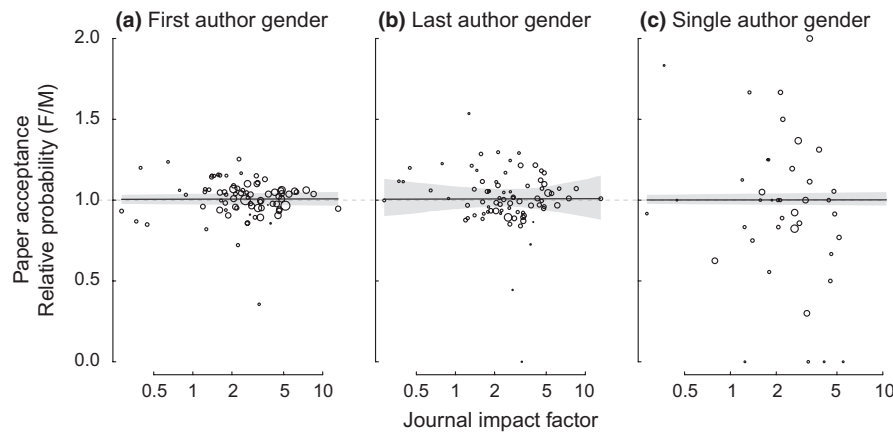 (a) First author gender
(b) Last author gender
(c) Single author gender
Paper acceptance
Relative probability (F/M)
2.0
1.5
1.0
0.5
0.0
0.5 1 2 5 10
0.5 1 2 5 10
0.5 1 2 5 10
Journal impact factor